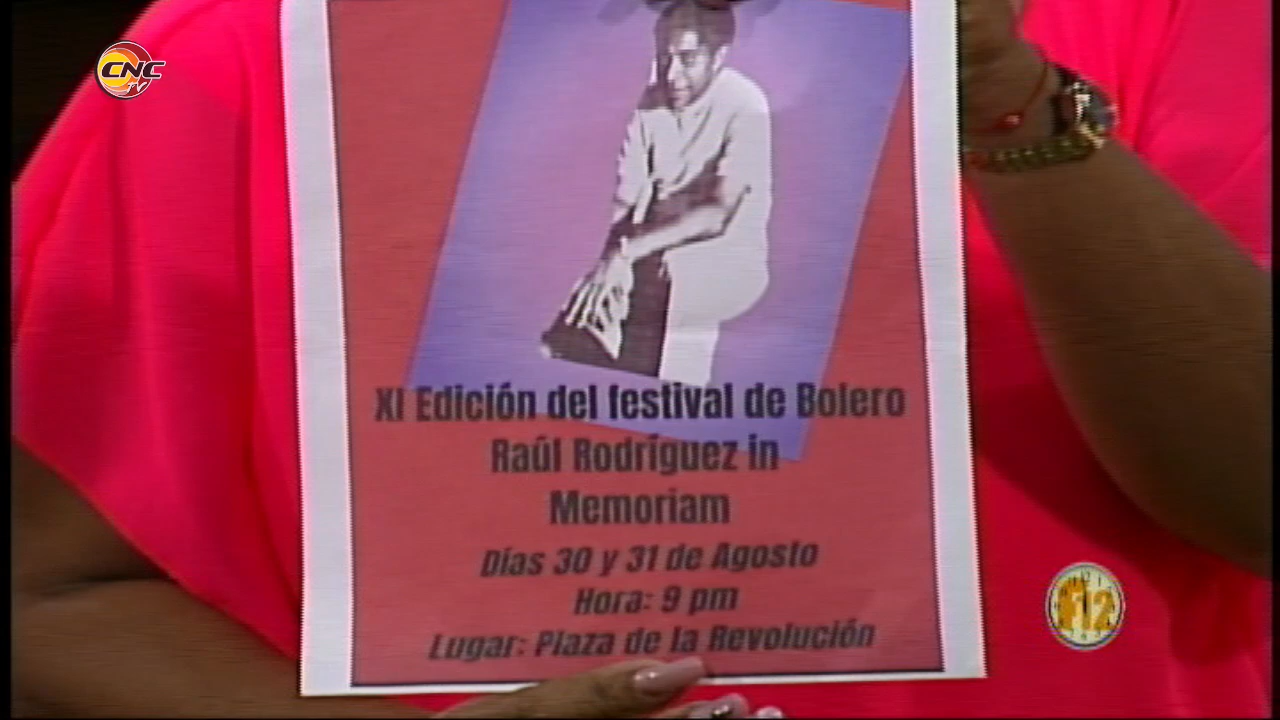 CNC
TV
XI Edición del festival de Bolero
Raúl Rodríguez in
Memoriam
Días 30 y 31 de Agosto
Hora: 9 pm
Lugar: Plaza de la Revolución
12